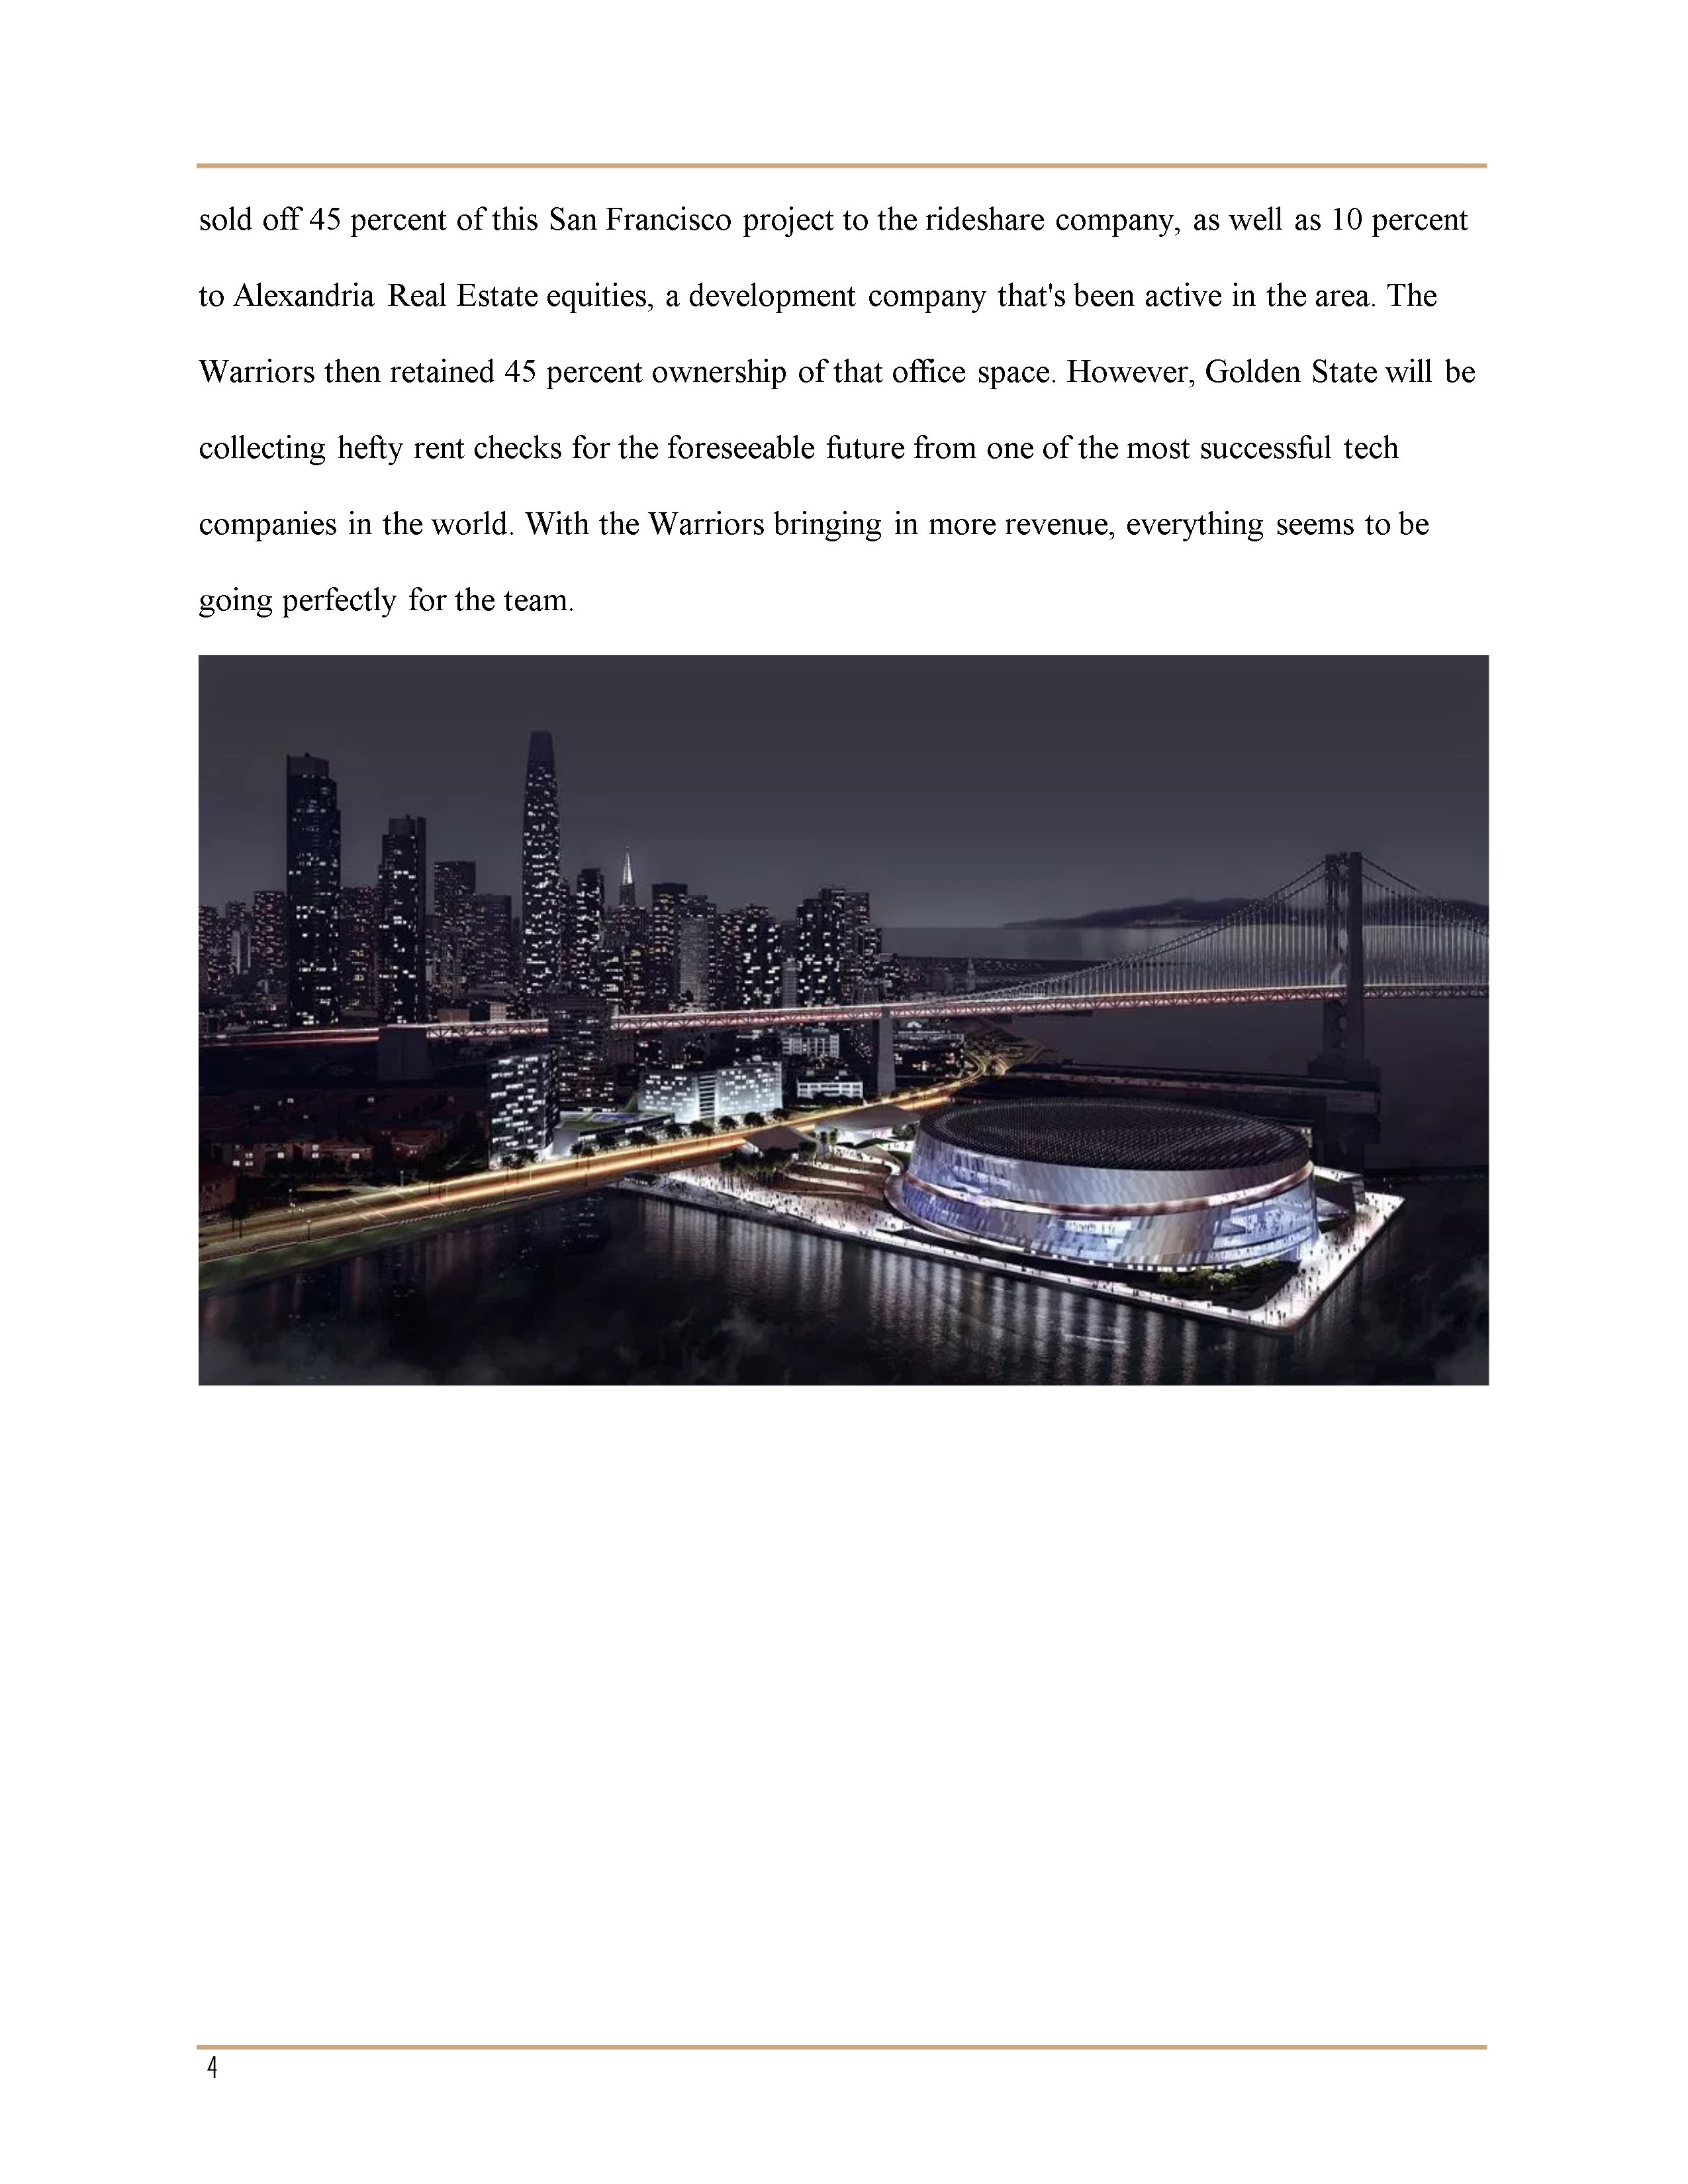 sold off 45 percent of this San Francisco project to the rideshare company, as well as 10 percent
to Alexandria Real Estate equities, a development company that's been active in the area. The
Warriors then retained 45 percent ownership of that office space. However, Golden State will be
collecting hefty rent checks for the foreseeable future from one of the most successful tech
companies in the world. With the Warriors bringing in more revenue, everything seems to be
going perfectly for the team.
4